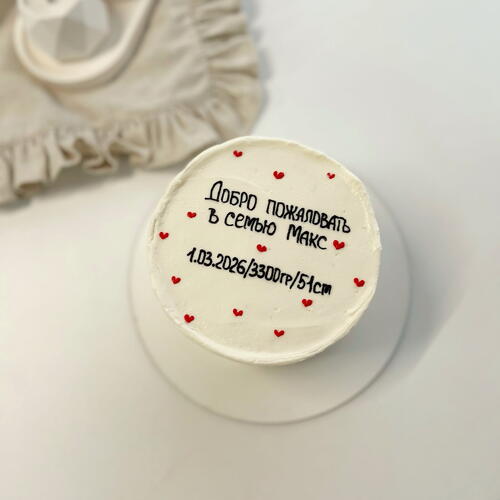 Добро пожаловать
в семью Макс
1.03.2026/3300гр/51cm